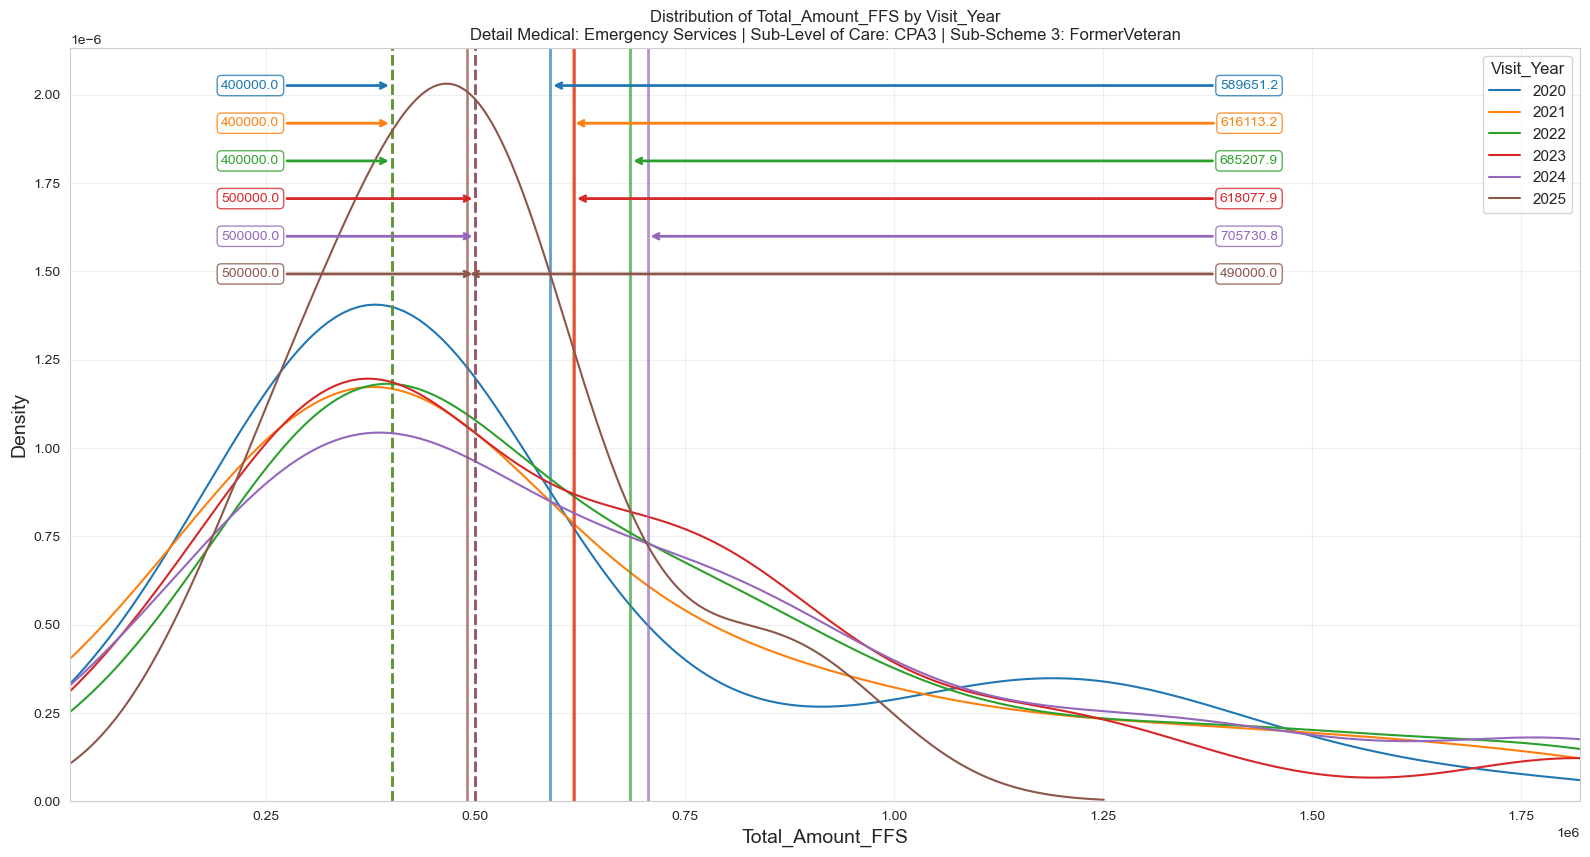 Distribution of Total_Amount_FFS by Visit_Year
Detail Medical: Emergency Services | Sub-Level of Care: CPA3 | Sub-Scheme 3: FormerVeteran
1e−6
Visit_Year
2020
2021
2022
2023
2024
2025
400000.0 589651.2
400000.0 616113.2
400000.0 685207.9
500000.0 618077.9
500000.0 705730.8
500000.0 490000.0
2.00
1.75
1.50
1.25
1.00
0.75
0.50
0.25
0.00
Density
0.25 0.50 0.75 1.00 1.25 1.50 1.75
1e6
Total_Amount_FFS